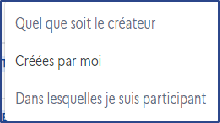 Quel que soit le créateur
Créées par moi
Dans lesquelles je suis participant